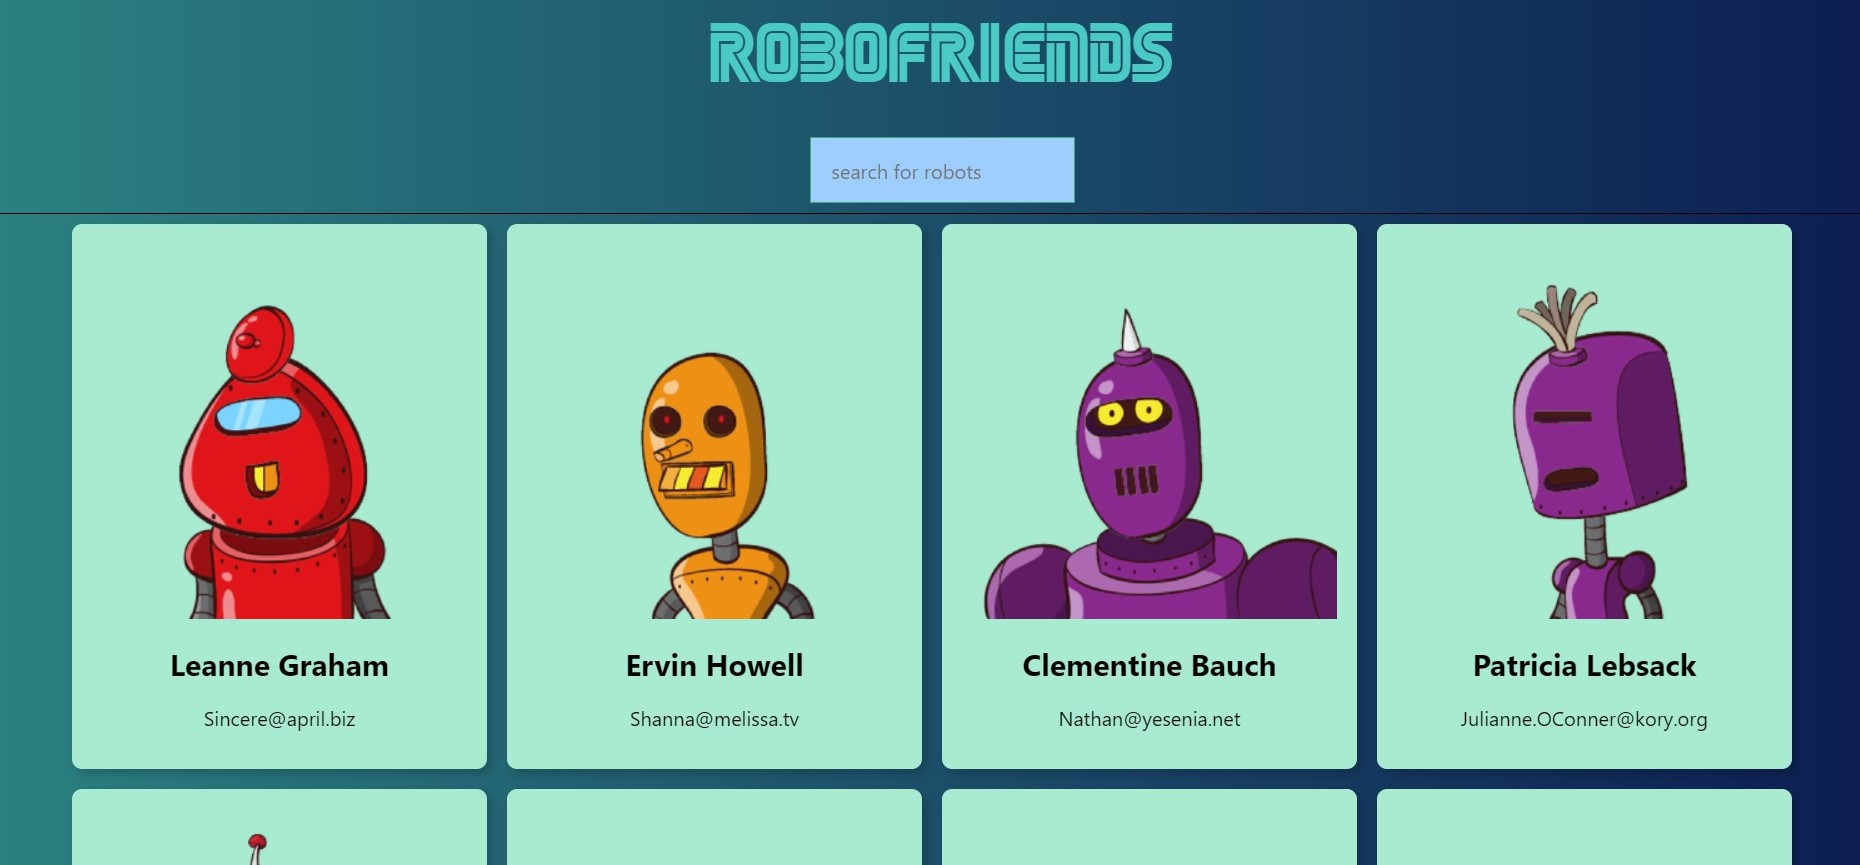 ROBOFRIENDS
search for robots
Leanne Graham
Sincere@april.biz
Ervin Howell
Shanna@melissa.tv
Clementine Bauch
Nathan@yesenia.net
Patricia Lebsack
Julianne.OConner@kory.org